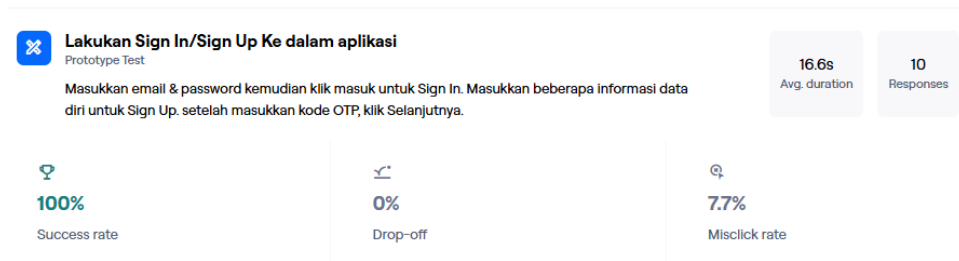 Lakukan Sign In/Sign Up Ke dalam aplikasi
Prototype Test
Masukkan email & password kemudian klik masuk untuk Sign In. Masukkan beberapa informasi data
diri untuk Sign Up. setelah masukkan kode OTP, klik Selanjutnya.
16.6s
Avg. duration
10
Responses
100%
Success rate
0%
Drop-off
7.7%
Misclick rate